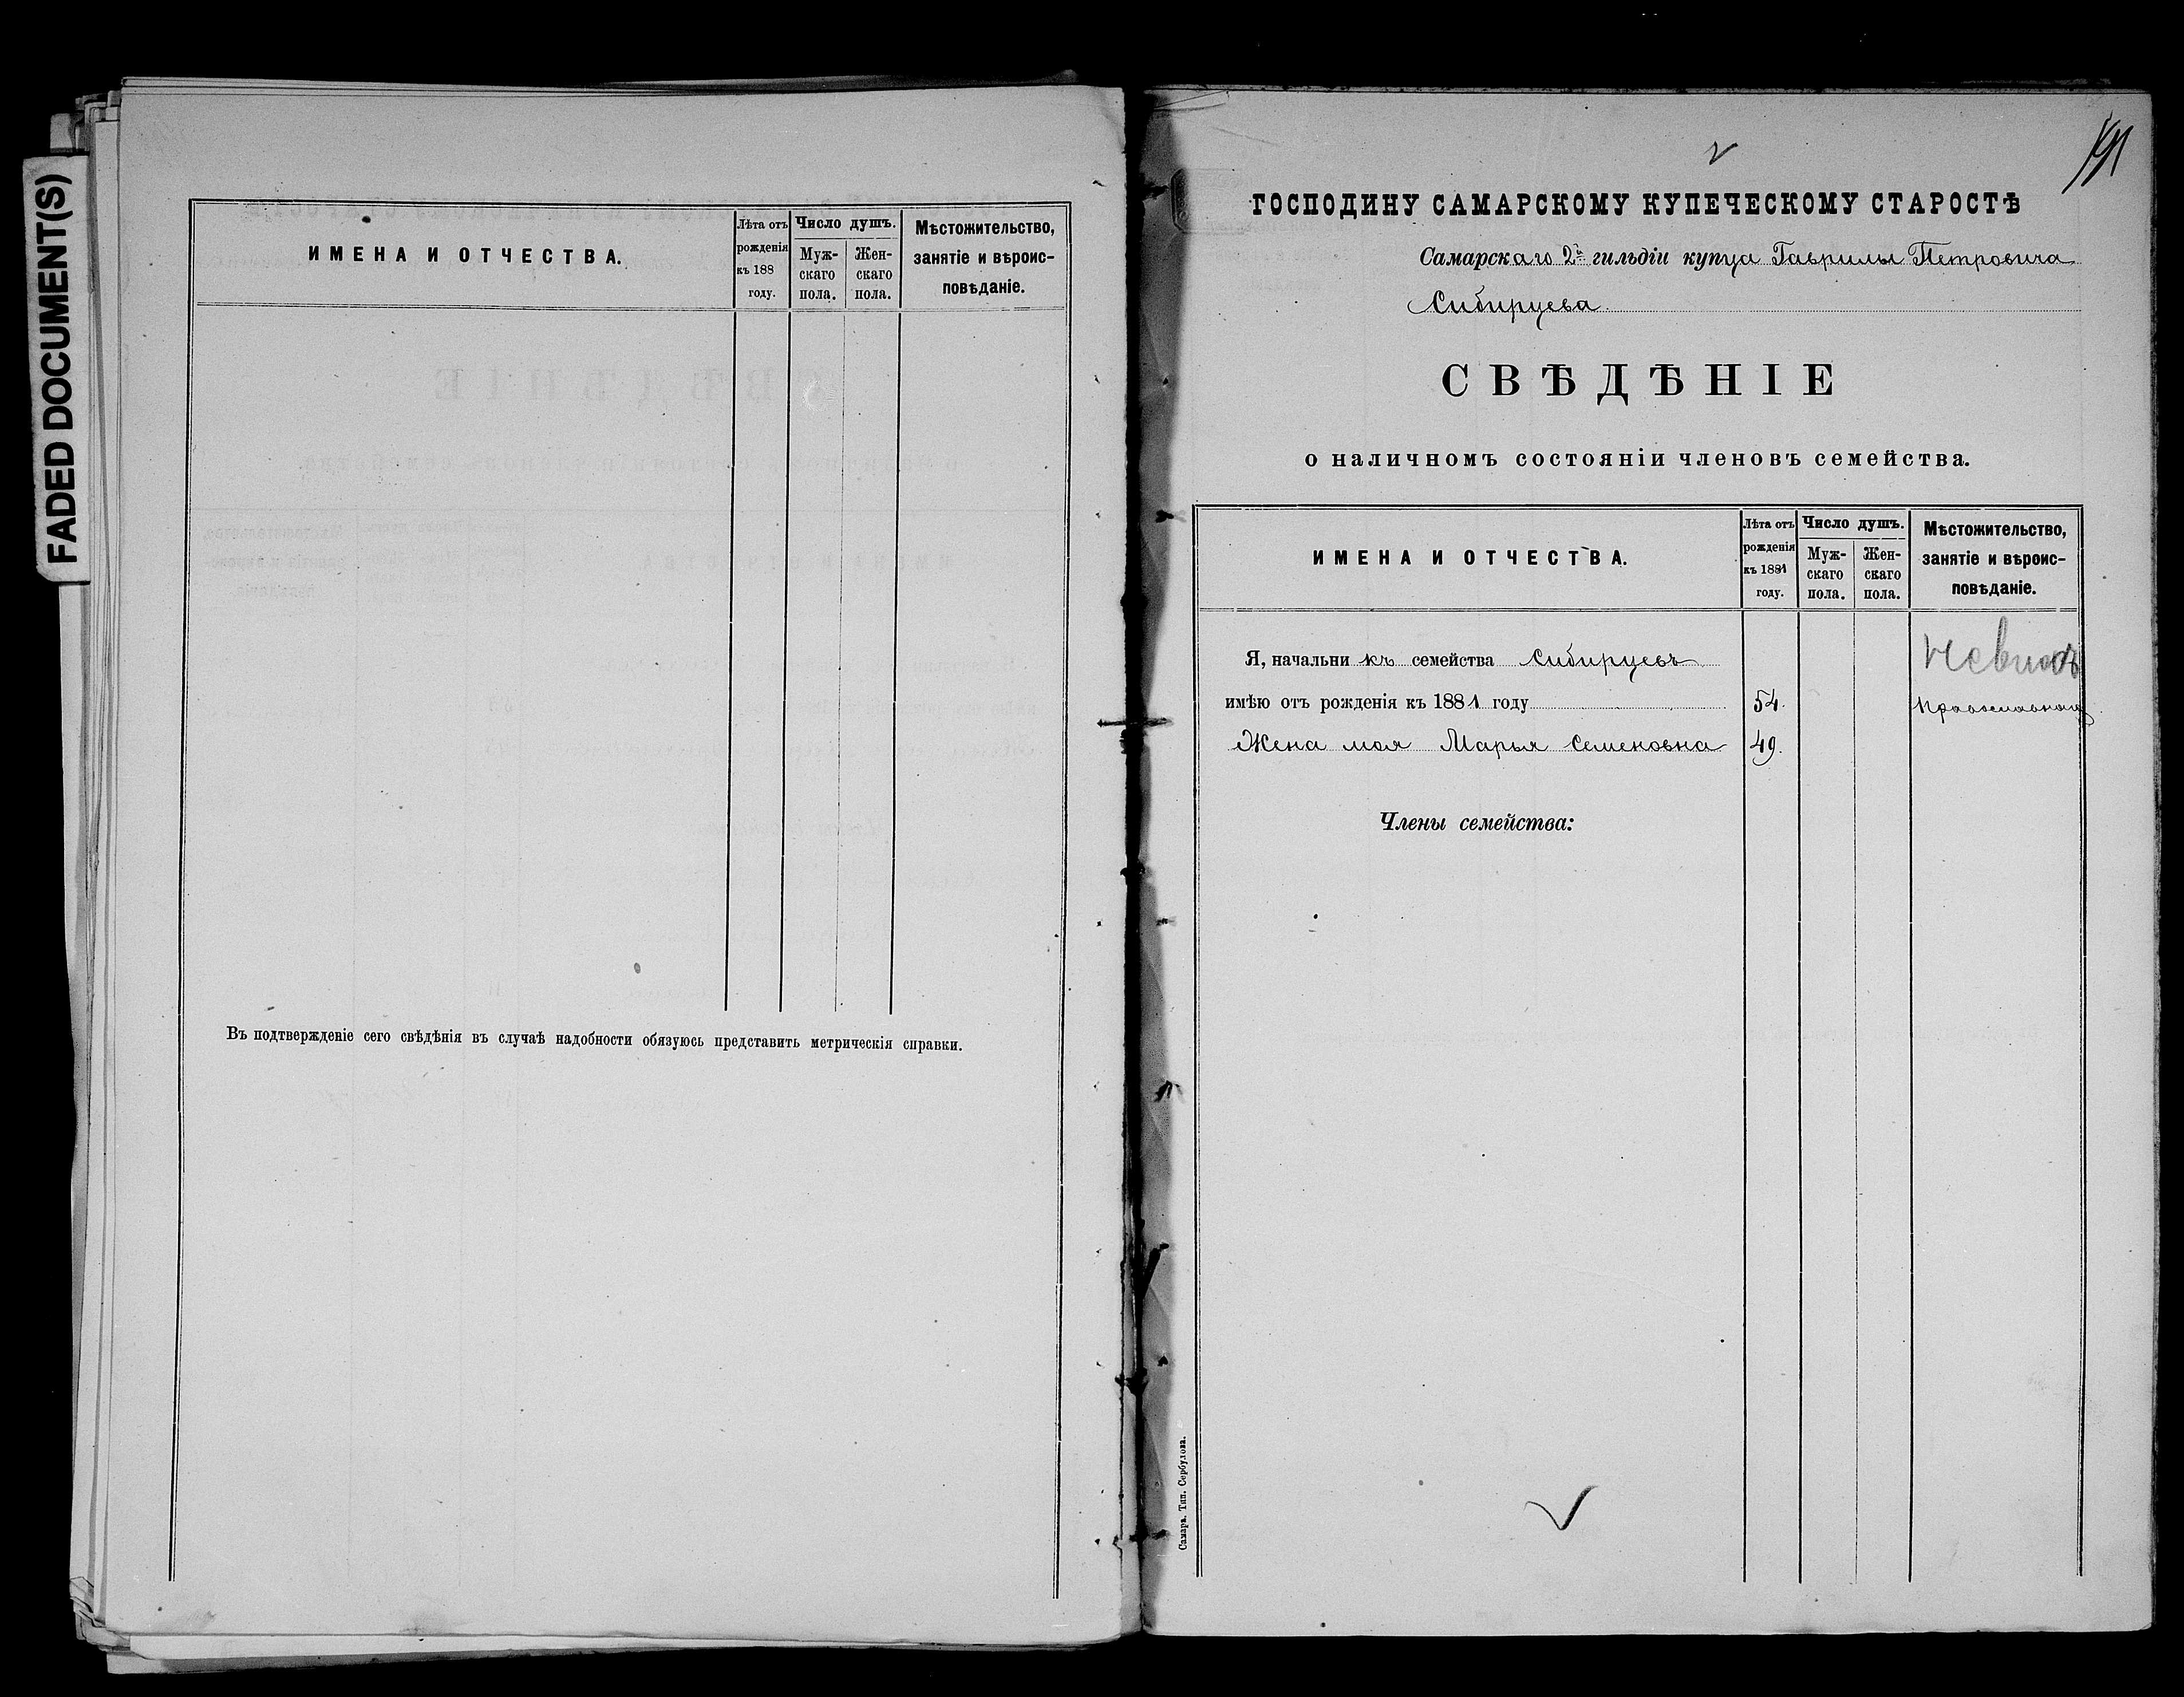 FADED DOCUMENT(S)
ИМЕНА И ОТЧЕСТВА.
Лѣта отъ рожденія къ 188 году.
Число душъ.
Муж-
скаго
пола.
Жен-
скаго
пола.
Мѣстожительство,
занятіе и вѣроис-
повѣданіе.
Въ подтвержденіе сего свѣдѣнія въ случаѣ надобности обязуюсь представить метрическія справки.
ГОСПОДИНУ САМАРСКОМУ КУПЕЧЕСКОМУ СТАРОСТѢ
Самарскаго 2й гильдіи купца Гаврилы Петровича
Сибирцева
СВѢДѢНІЕ
о наличномъ состояніи членовъ семейства.
ИМЕНА И ОТЧЕСТВА.
Лѣта отъ
рожденія
къ 1881
году.
Число душъ.
Муж-
скаго
пола.
Жен-
скаго
пола.
Мѣстожительство,
занятіе и вѣроис-
повѣданіе.
Я, начальникъ семейства Сибирцевъ
имѣю отъ рожденія къ 1881 году 54.
Жена моя Марья Семеновна 49.
Члены семейства:
Самара. Тип. Сербулова.